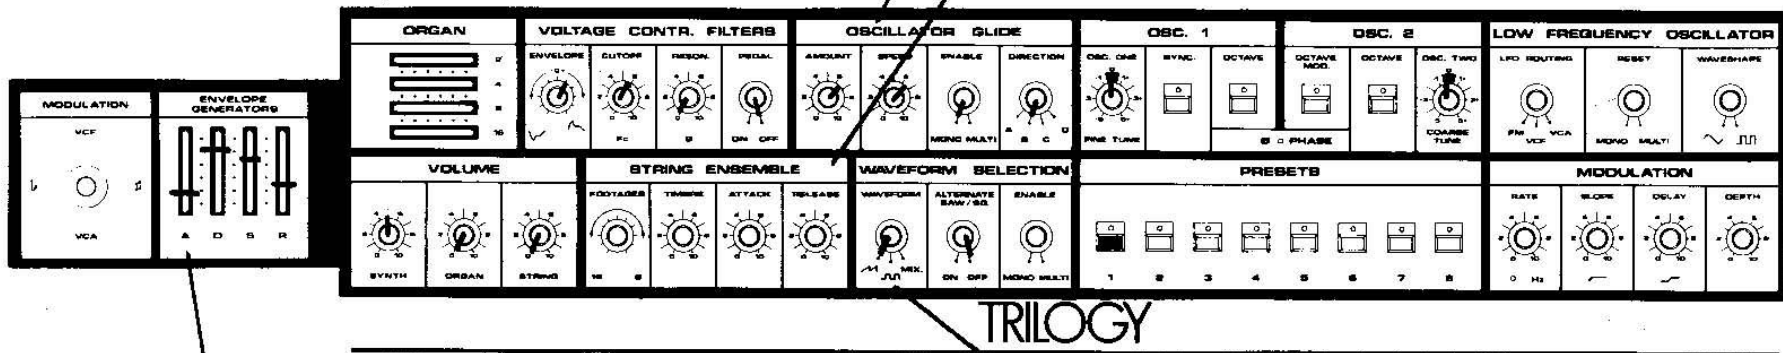 MODULATION
VCF
VCA
ENVELOPE
GENERATORS
A D S R
ORGAN
2'
4
8
16
VOLTAGE CONTR. FILTERS
ENVELOPE CUTOFF RESON. PEDAL
Fc Q ON OFF
OSCILLATOR GLIDE
AMOUNT SPEED ENABLE DIRECTION
MONO MULTI A B C D
OSC. 1
OSC. ONE SYNC. OCTAVE
FINE TUNE
OSC. 2
OCTAVE MOD. OCTAVE OSC. TWO
PHASE
COARSE
TUNE
LOW FREQUENCY OSCILLATOR
LFO ROUTING RESET WAVESHAPE
FM VCA
VCF
MONO MULTI
VOLUME
SYNTH ORGAN STRING
STRING ENSEMBLE
FOOTAGES TIMBRE ATTACK RELEASE
16 8
WAVEFORM SELECTION
WAVEFORM ALTERNATE
SAW/SQ. ENABLE
MIX. ON OFF MONO MULTI
PRESETS
1 2 3 4 5 6 7 8
MODULATION
RATE SLOPE DELAY DEPTH
Hz
TRILOGY